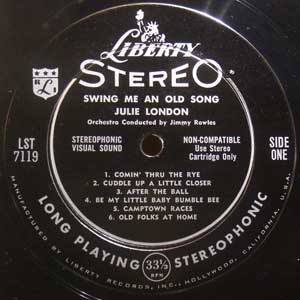 LIBERTY
STEREO
SWING ME AN OLD SONG
JULIE LONDON
Orchestra Conducted by Jimmy Rowles
LST
7119
STEREOPHONIC
VISUAL SOUND
NON-COMPATIBLE
Use Stereo
Cartridge Only
SIDE
ONE
1. COMIN' THRU THE RYE
2. CUDDLE UP A LITTLE CLOSER
3. AFTER THE BALL
4. BE MY LITTLE BABY BUMBLE BEE
5. CAMPTOWN RACES
6. OLD FOLKS AT HOME
LONG PLAYING 33⅓ RPM STEREOPHONIC
MANUFACTURED BY LIBERTY RECORDS, INC., HOLLYWOOD, CALIFORNIA, U.S.A.